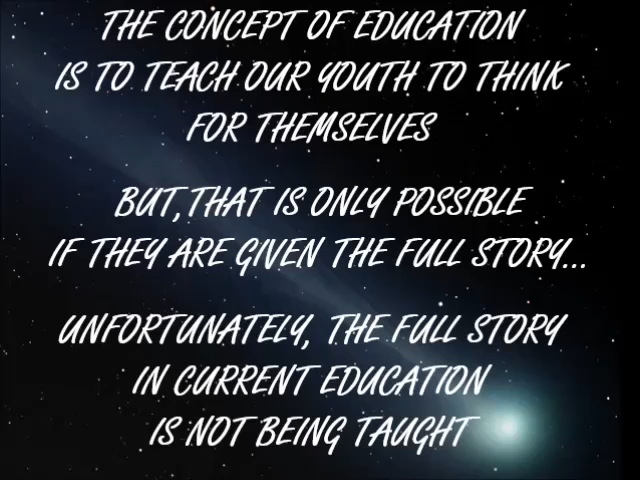 THE CONCEPT OF EDUCATION
IS TO TEACH OUR YOUTH TO THINK
FOR THEMSELVES
BUT, THAT IS ONLY POSSIBLE
IF THEY ARE GIVEN THE FULL STORY...
UNFORTUNATELY, THE FULL STORY
IN CURRENT EDUCATION
IS NOT BEING TAUGHT